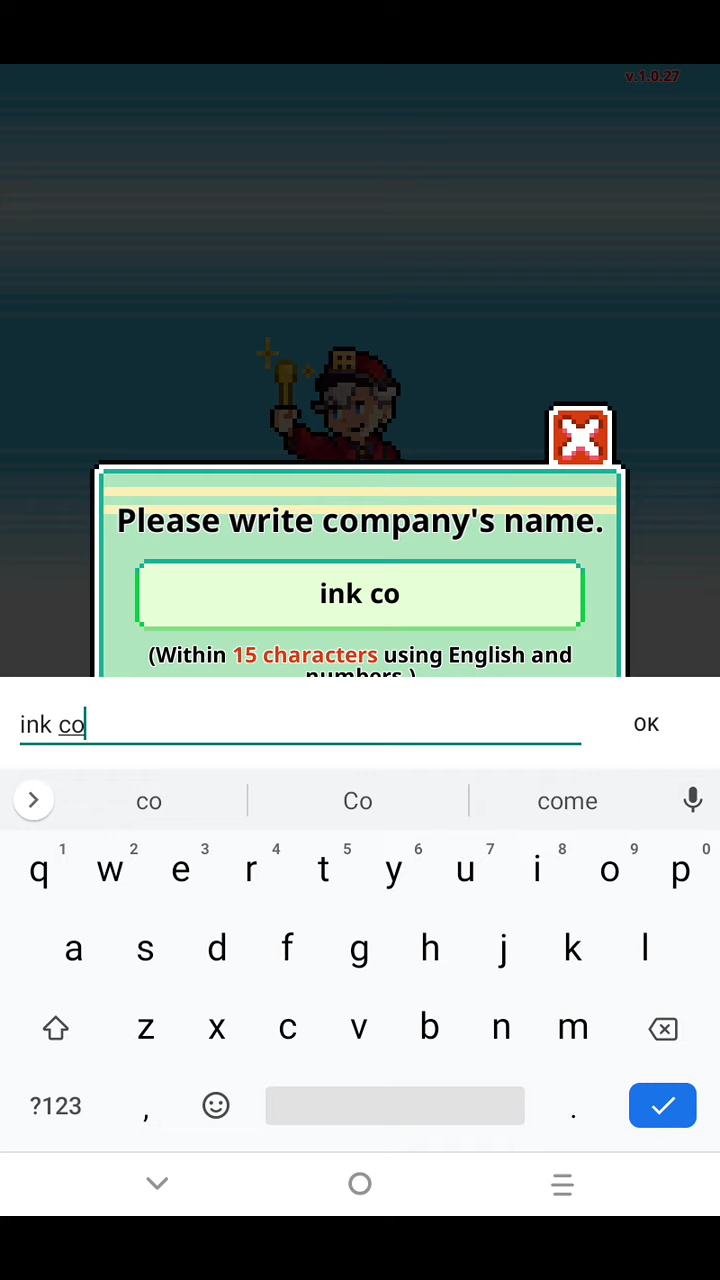 v.1.0.27
Please write company's name.
ink co
(Within 15 characters using English and
numbers.)
ink co
OK
co Co come
1 2 3 4 5 6 7 8 9 0
q w e r t y u i o p
a s d f g h j k l
z x c v b n m
?123 , .